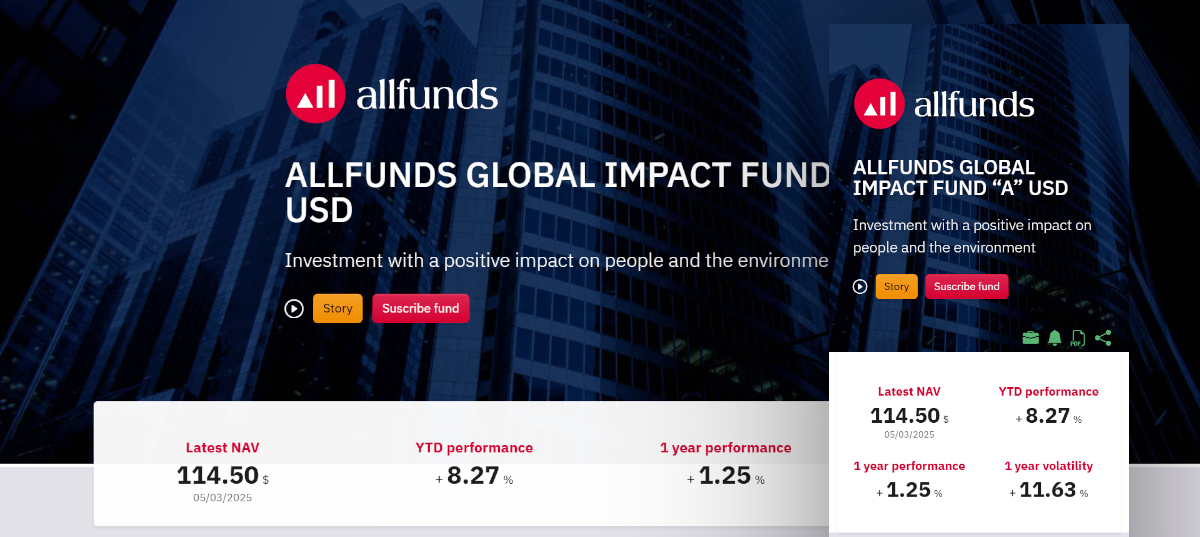 allfunds
ALLFUNDS GLOBAL IMPACT FUND
USD
Investment with a positive impact on people and the environme
Story
Suscribe fund
Latest NAV
114.50 $
05/03/2025
YTD performance
+ 8.27 %
1 year performance
+ 1.25 %
allfunds
ALLFUNDS GLOBAL
IMPACT FUND “A” USD
Investment with a positive impact on
people and the environment
Story
Suscribe fund
PDF
Latest NAV
114.50 $
05/03/2025
YTD performance
+ 8.27 %
1 year performance
+ 1.25 %
1 year volatility
+ 11.63 %